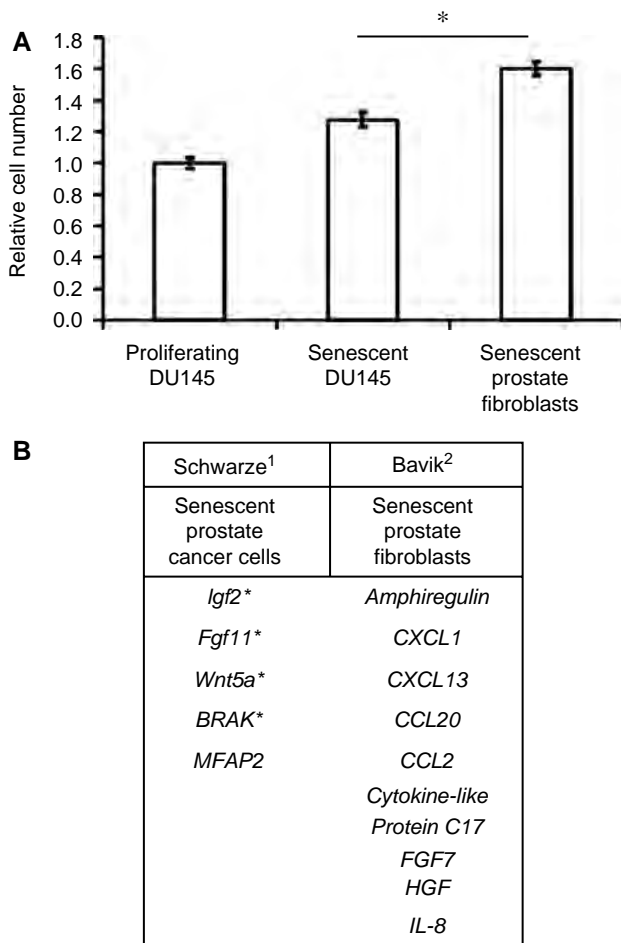 A
*
1.8
1.6
1.4
1.2
1.0
0.8
0.6
0.4
0.2
0.0
Relative cell number
Proliferating
DU145
Senescent
DU145
Senescent
prostate
fibroblasts
B
Schwarze1
Bavik2
Senescent
prostate
cancer cells
Senescent
prostate
fibroblasts
Igf2*
Amphiregulin
Fgf11*
CXCL1
Wnt5a*
CXCL13
BRAK*
CCL20
MFAP2
CCL2
Cytokine-like
Protein C17
FGF7
HGF
IL-8